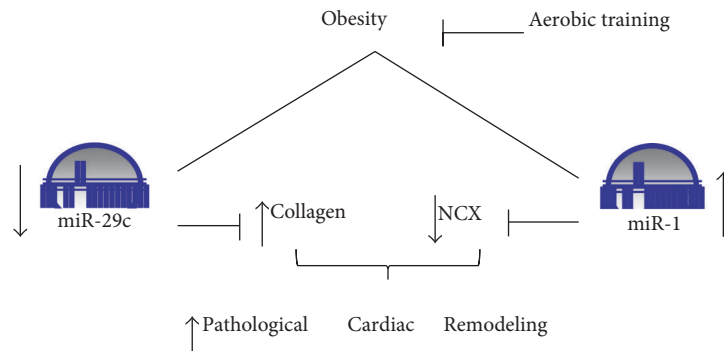 Obesity Aerobic training
miR-29c Collagen NCX miR-1
Pathological Cardiac Remodeling